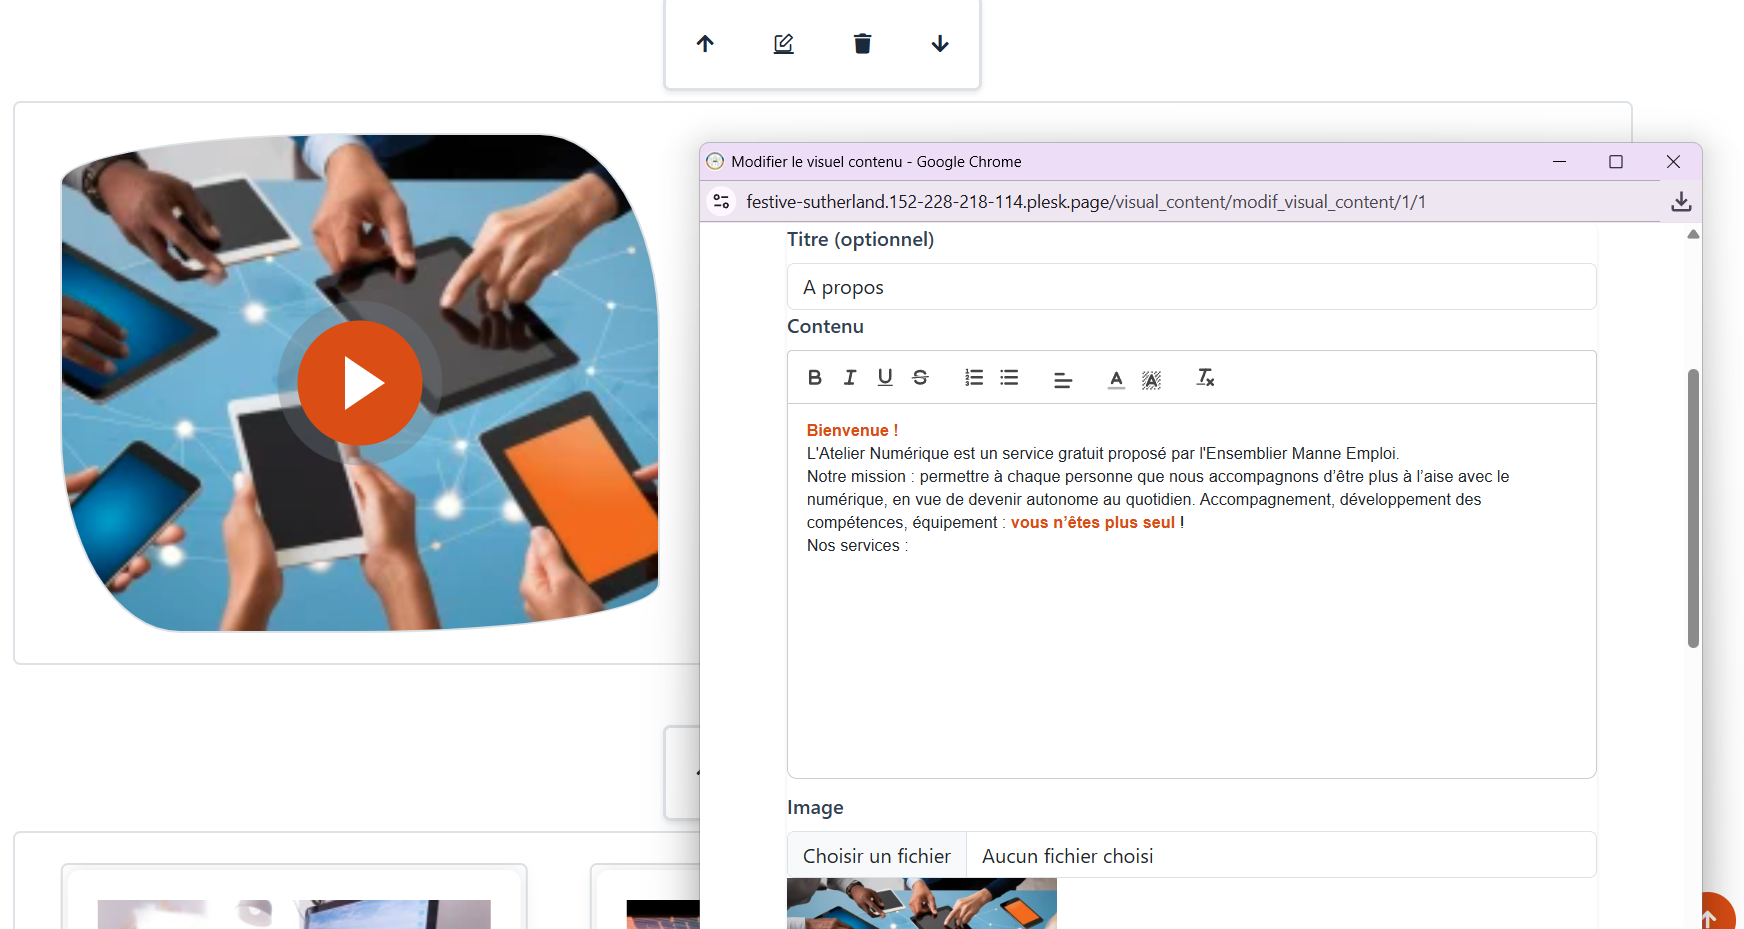 Modifier le visuel contenu - Google Chrome
festive-sutherland.152-228-218-114.plesk.page/visual_content/modif_visual_content/1/1
Titre (optionnel)
A propos
Contenu
Bienvenue !
L'Atelier Numérique est un service gratuit proposé par l'Ensemblier Manne Emploi.
Notre mission : permettre à chaque personne que nous accompagnons d’être plus à l’aise avec le
numérique, en vue de devenir autonome au quotidien. Accompagnement, développement des
compétences, équipement : vous n’êtes plus seul !
Nos services :
Image
Choisir un fichier
Aucun fichier choisi